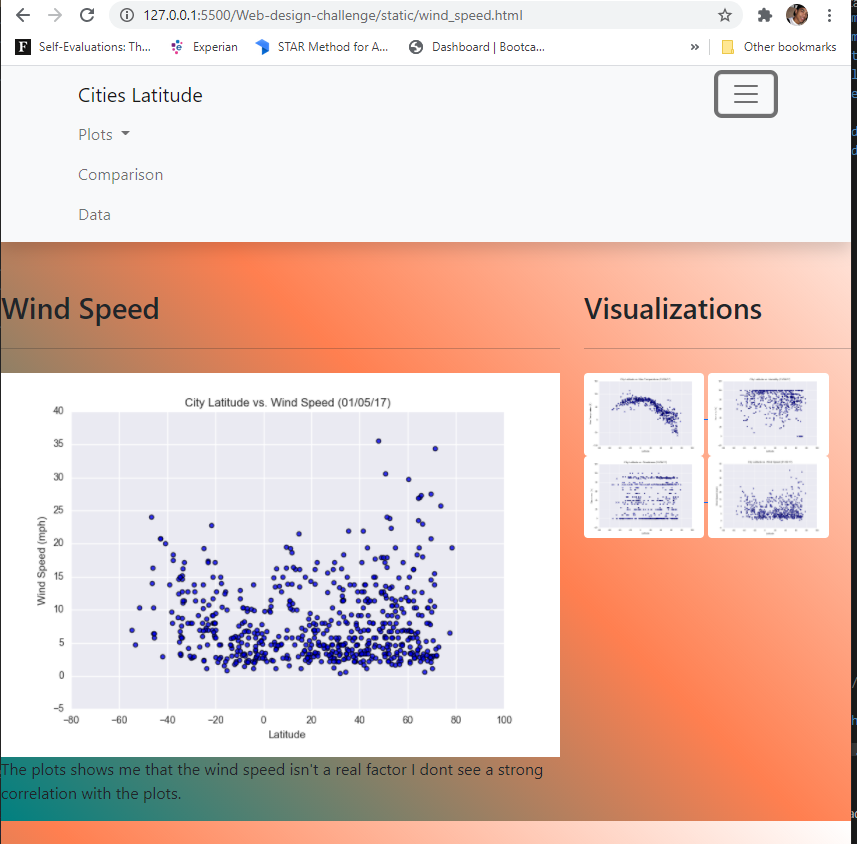 127.0.0.1:5500/Web-design-challenge/static/wind_speed.html
Self-Evaluations: Th... Experian STAR Method for A... Dashboard | Bootca... » Other bookmarks
Cities Latitude
Plots
Comparison
Data
Wind Speed
Visualizations
City Latitude vs. Wind Speed (01/05/17)
40
35
30
25
20
15
10
5
0
−5
Wind Speed (mph)
−80 −60 −40 −20 0 20 40 60 80 100
Latitude
The plots shows me that the wind speed isn't a real factor I dont see a strong
correlation with the plots.